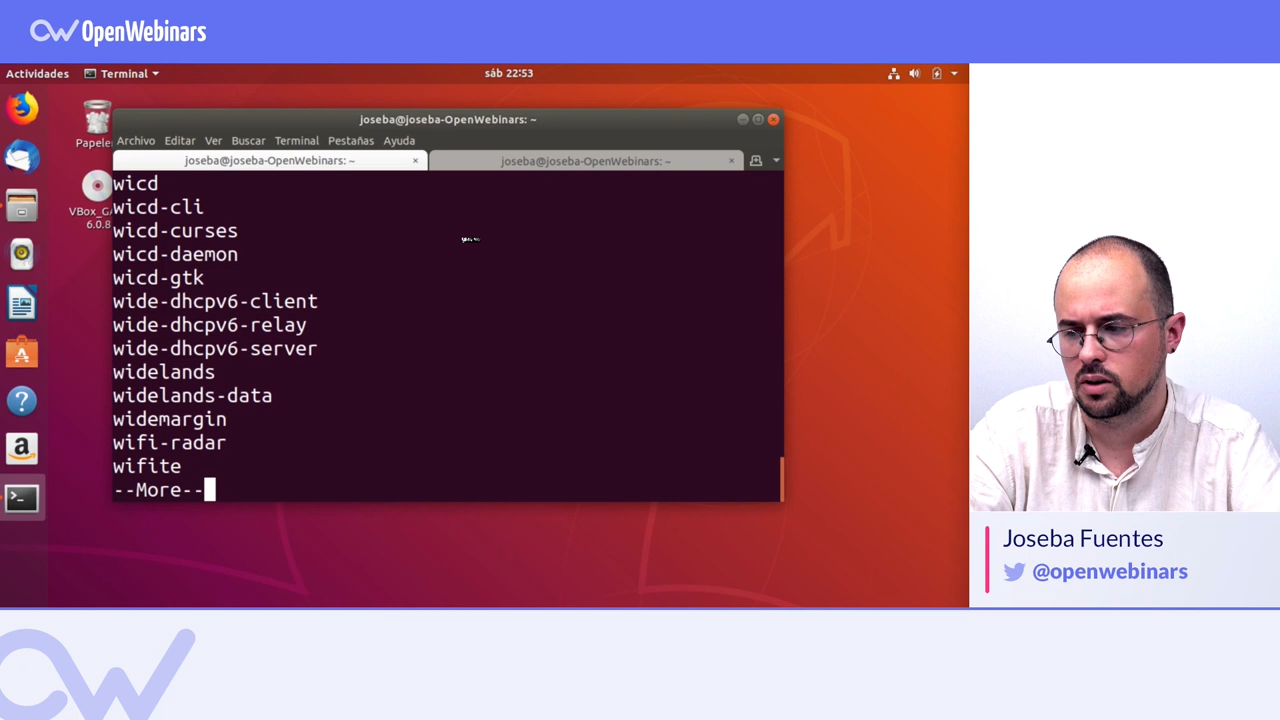 OpenWebinars
Actividades
Terminal
sáb 22:53
joseba@joseba-OpenWebinars: ~
Archivo Editar Ver Buscar Terminal Pestañas Ayuda
joseba@joseba-OpenWebinars: ~ ×
joseba@joseba-OpenWebinars: ~ ×
Papele
VBox_GA
6.0.8
wicd
wicd-cli
wicd-curses
wicd-daemon
wicd-gtk
wide-dhcpv6-client
wide-dhcpv6-relay
wide-dhcpv6-server
widelands
widelands-data
widemargin
wifi-radar
wifite
--More--
Joseba Fuentes
@openwebinars